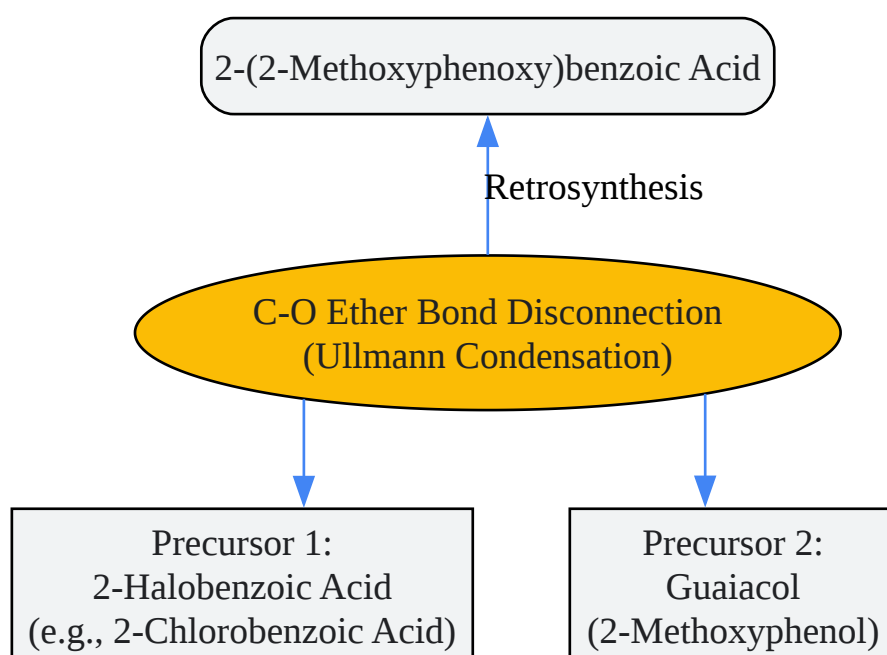 2-(2-Methoxyphenoxy)benzoic Acid
Retrosynthesis
C-O Ether Bond Disconnection
(Ullmann Condensation)
Precursor 1:
2-Halobenzoic Acid
(e.g., 2-Chlorobenzoic Acid)
Precursor 2:
Guaiacol
(2-Methoxyphenol)